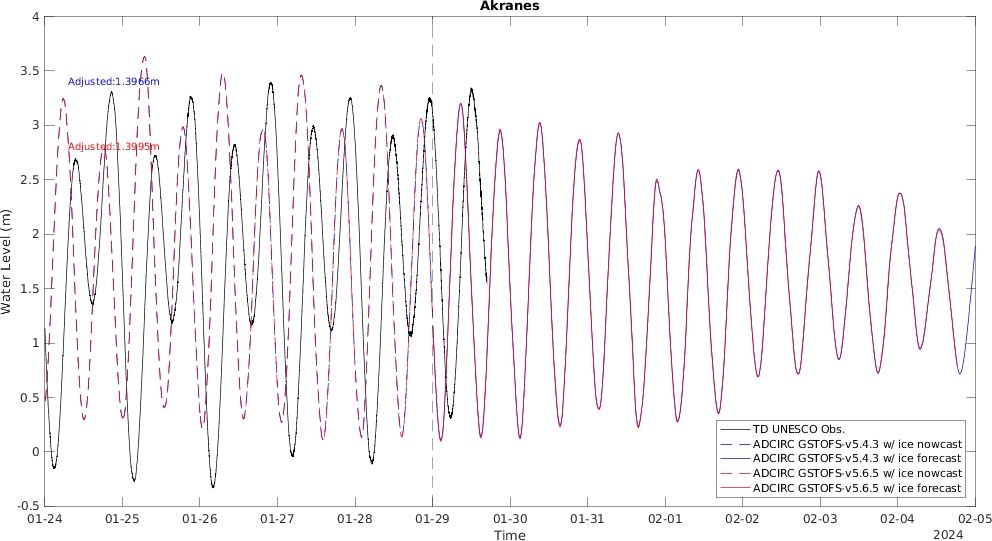 Akranes
4
3.5
3
2.5
2
1.5
1
0.5
0
-0.5
Water Level (m)
Adjusted:1.3966m
Adjusted:1.3995m
TD UNESCO Obs.
ADCIRC GSTOFS-v5.4.3 w/ ice nowcast
ADCIRC GSTOFS-v5.4.3 w/ ice forecast
ADCIRC GSTOFS-v5.6.5 w/ ice nowcast
ADCIRC GSTOFS-v5.6.5 w/ ice forecast
01-24 01-25 01-26 01-27 01-28 01-29 01-30 01-31 02-01 02-02 02-03 02-04 02-05
Time
2024